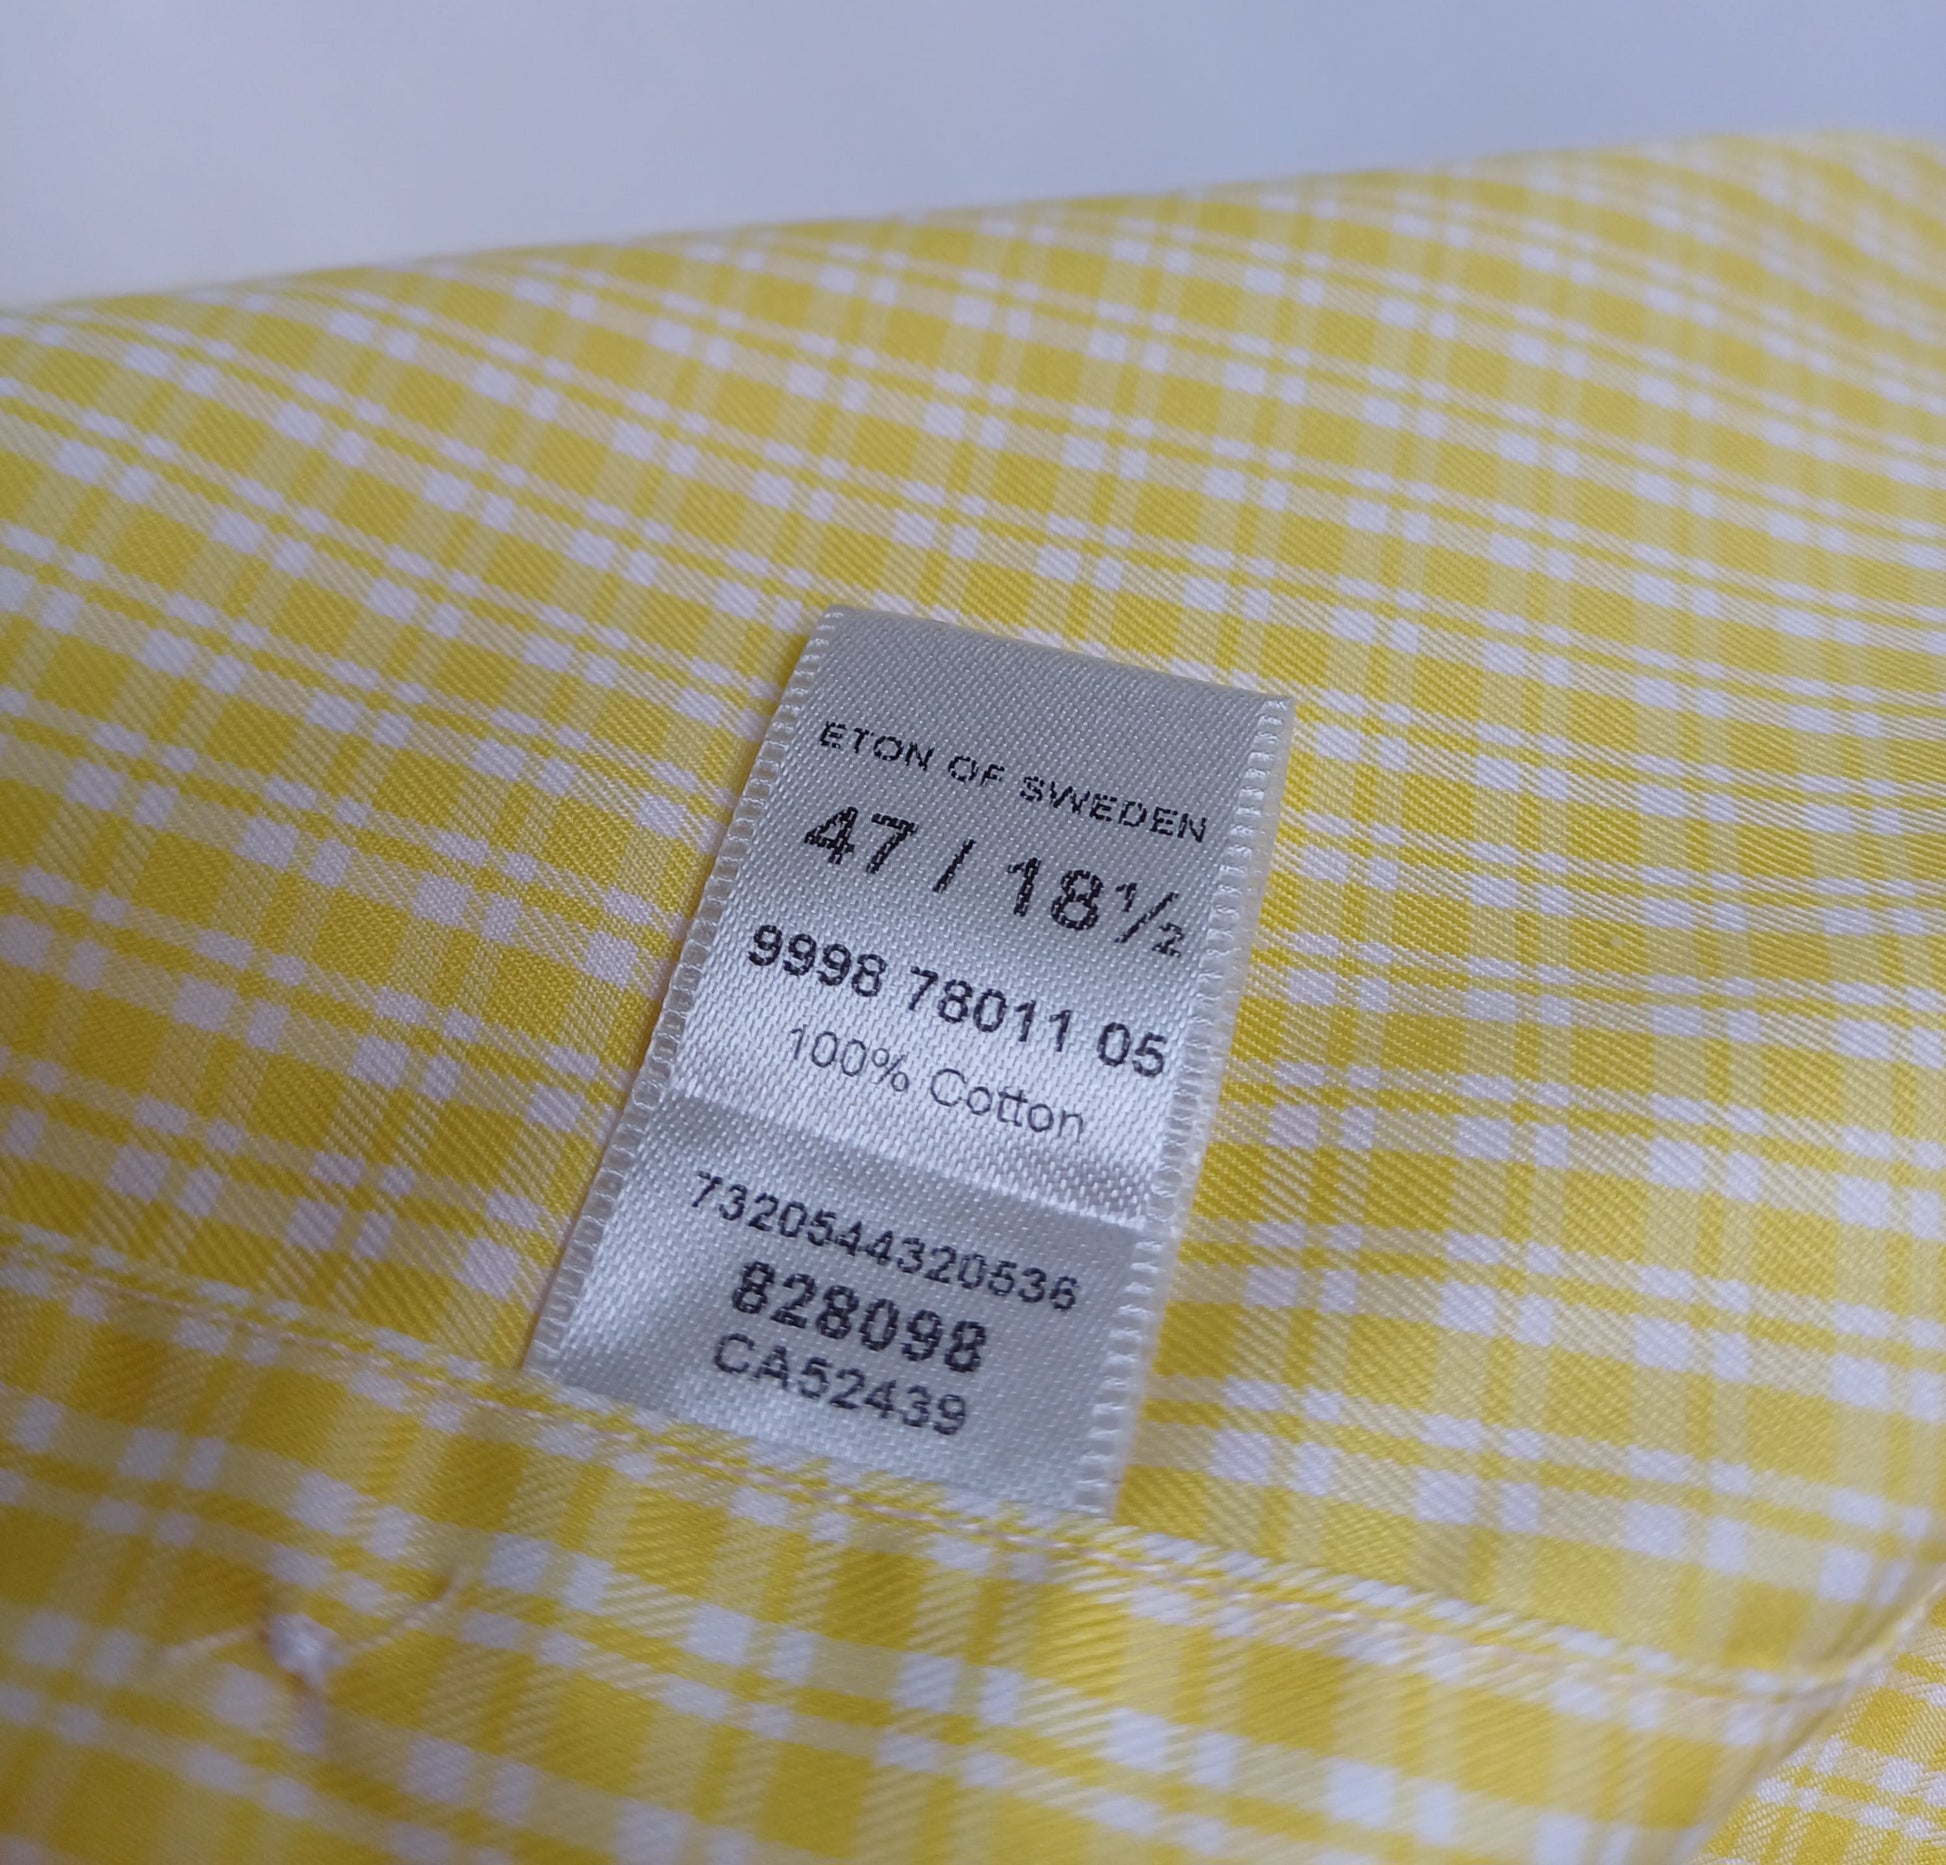 ETON OF SWEDEN
47 / 18½
9998 78011 05
100% Cotton
7320544320536
828098
CA52439